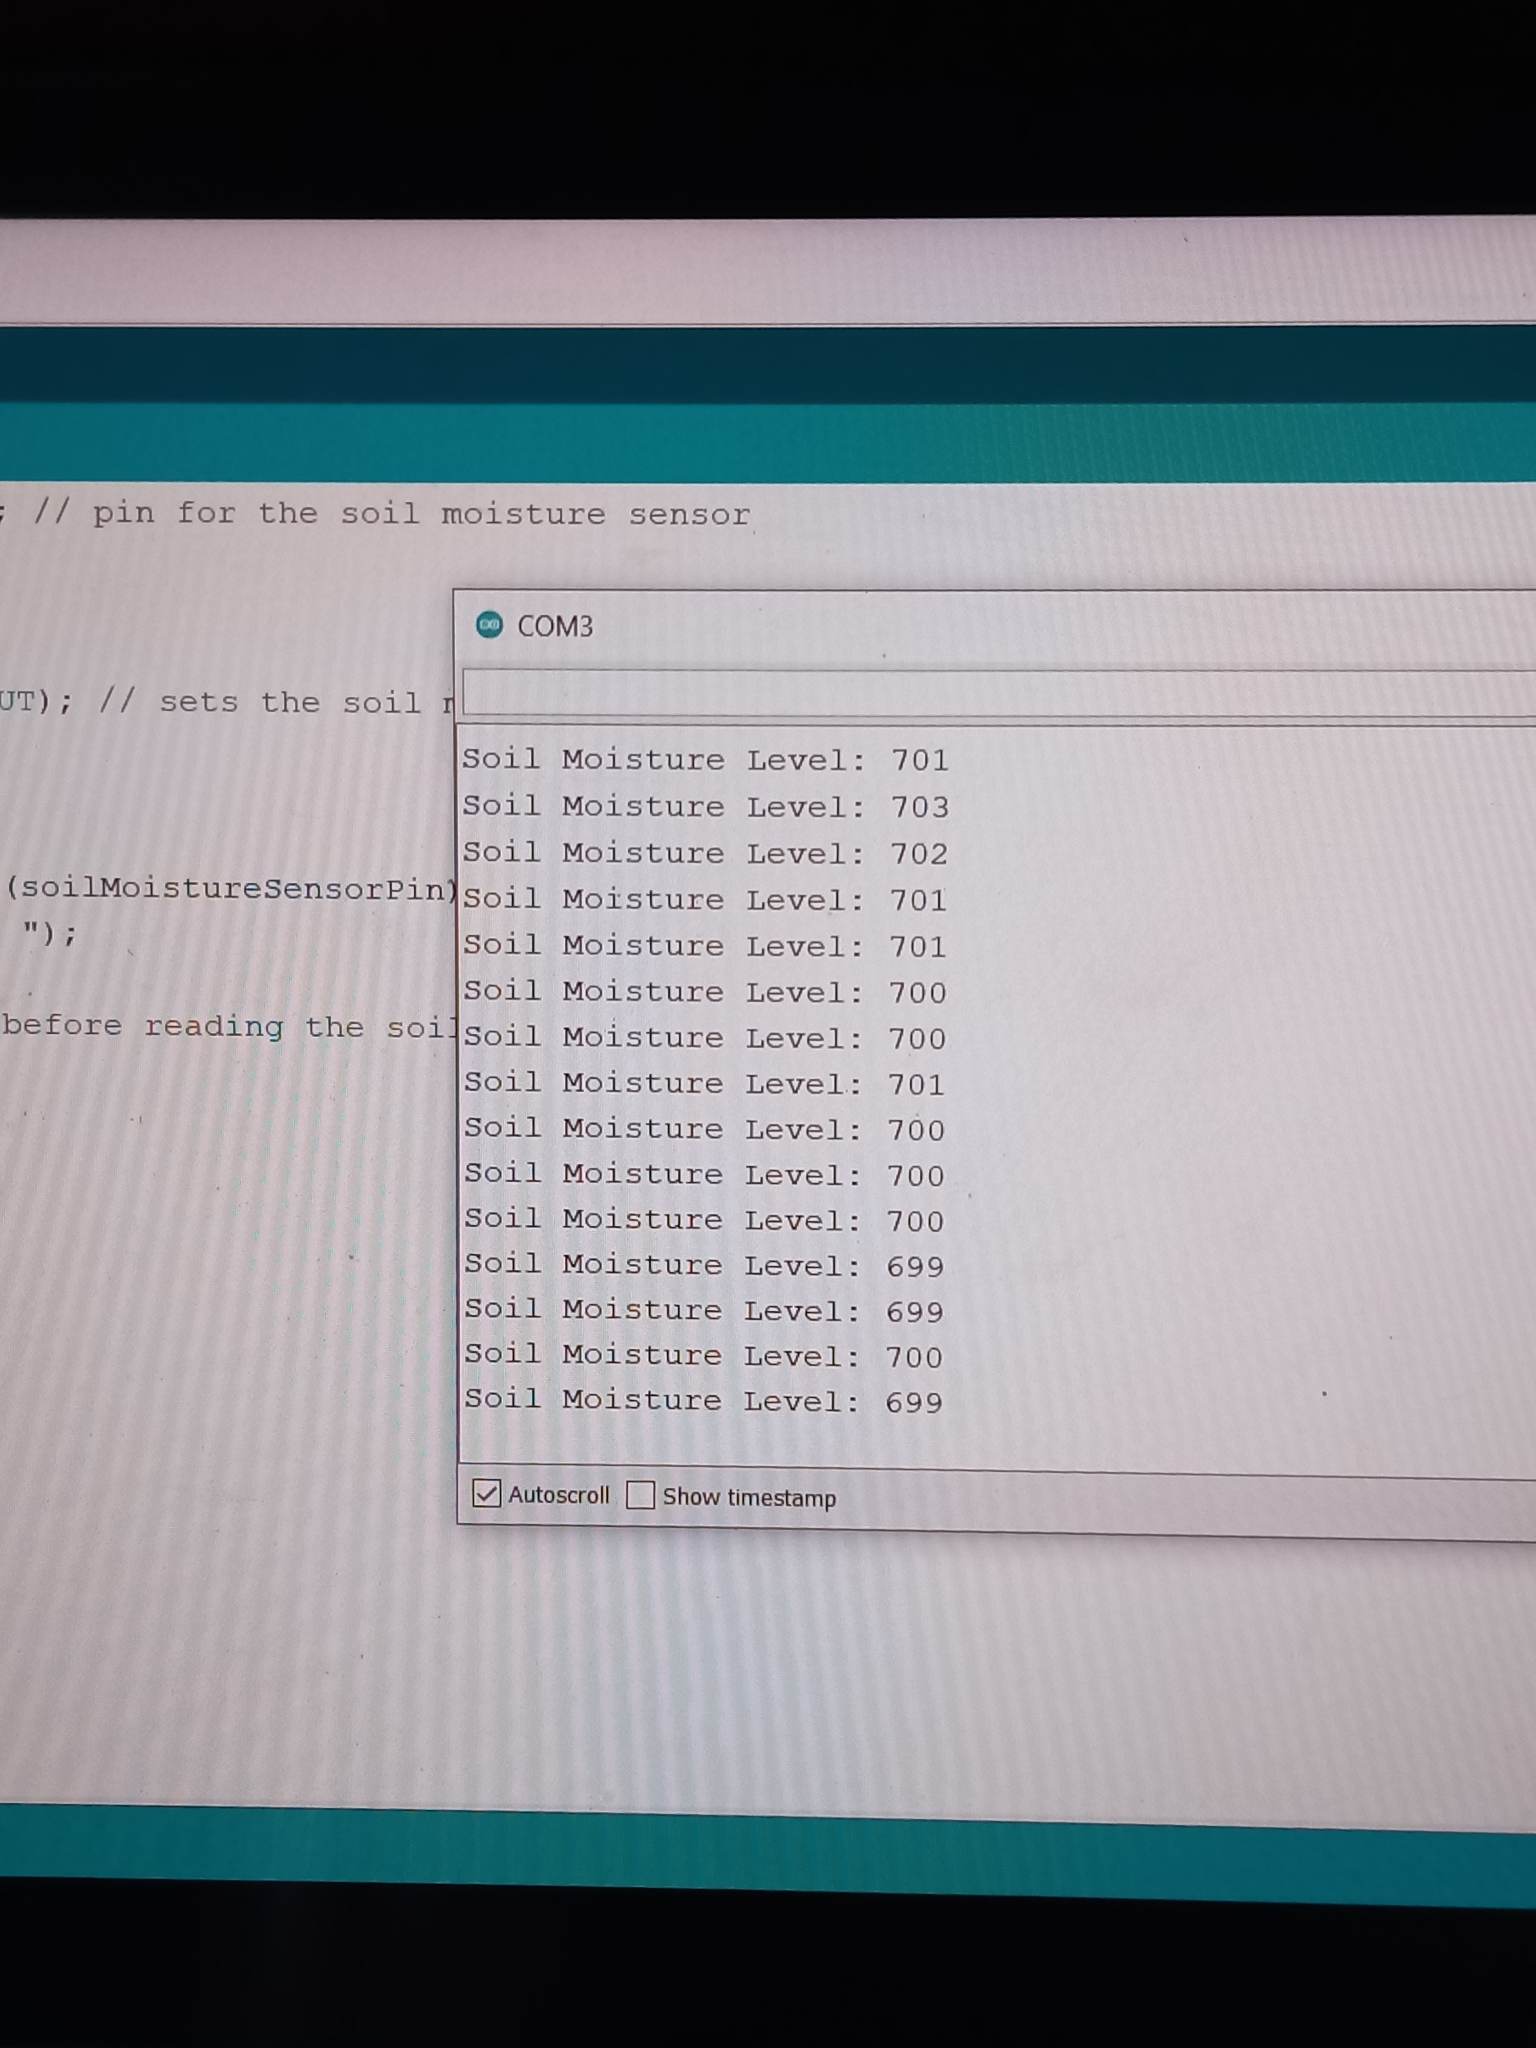 ; // pin for the soil moisture sensor
COM3
UT); // sets the soil
Soil Moisture Level: 701
Soil Moisture Level: 703
Soil Moisture Level: 702
(soilMoistureSensorPin)
Soil Moisture Level: 701
");
Soil Moisture Level: 701
Soil Moisture Level: 700
before reading the soil
Soil Moisture Level: 700
Soil Moisture Level: 701
Soil Moisture Level: 700
Soil Moisture Level: 700
Soil Moisture Level: 700
Soil Moisture Level: 699
Soil Moisture Level: 699
Soil Moisture Level: 700
Soil Moisture Level: 699
Autoscroll Show timestamp